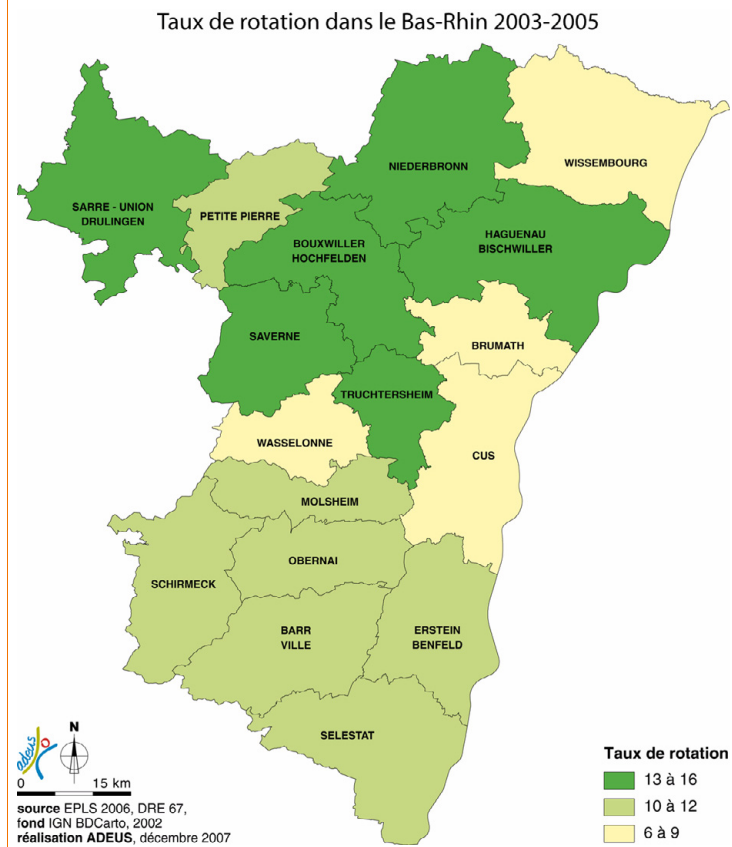 Taux de rotation dans le Bas-Rhin 2003-2005
WISSEMBOURG
NIEDERBRONN
SARRE - UNION
DRULINGEN
PETITE PIERRE
HAGUENAU
BISCHWILLER
BOUXWILLER
HOCHFELDEN
SAVERNE
BRUMATH
TRUCHTERSHEIM
WASSELONNE
CUS
MOLSHEIM
OBERNAI
SCHIRMECK
BARR
VILLE
ERSTEIN
BENFELD
SELESTAT
adeus
N
0 15 km
source EPLS 2006, DRE 67,
fond IGN BDCarto, 2002
réalisation ADEUS, décembre 2007
Taux de rotation
13 à 16
10 à 12
6 à 9